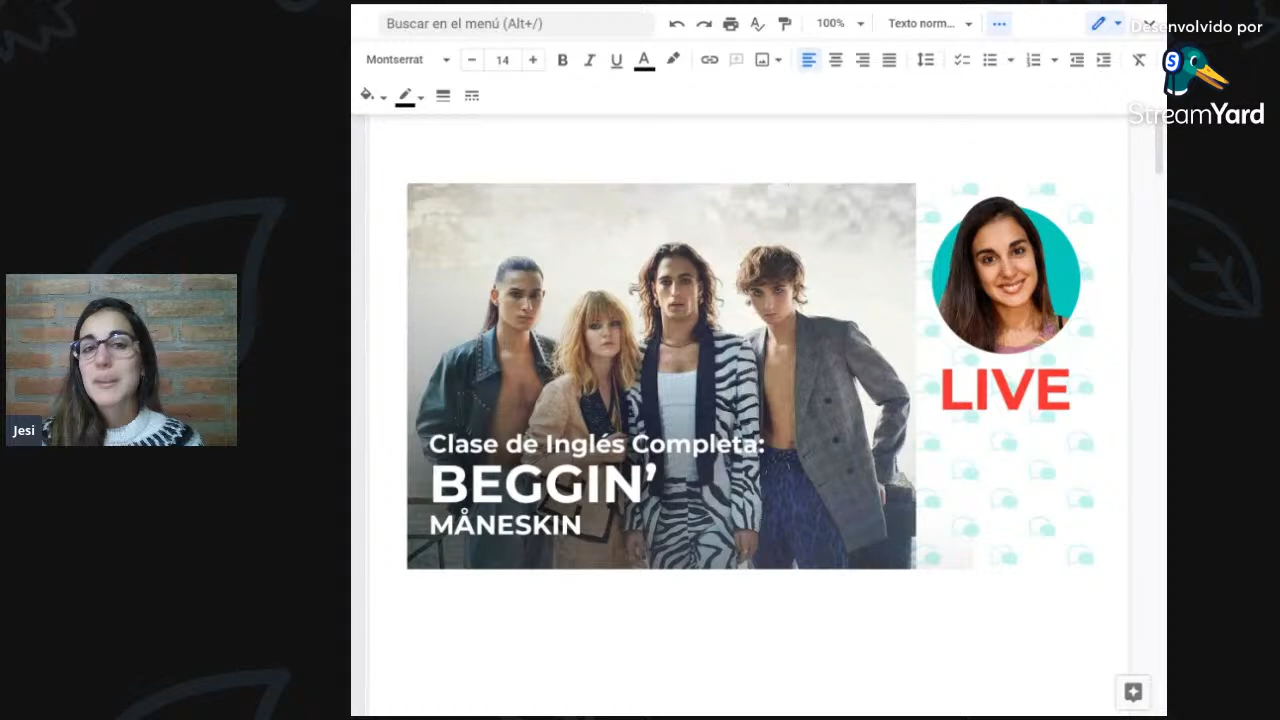 Buscar en el menú (Alt+/)
100%
Texto norm...
Desenvolvido por
StreamYard
Montserrat
14
B I U A
LIVE
Clase de Inglés Completa:
BEGGIN’
MÅNESKIN
Jesi